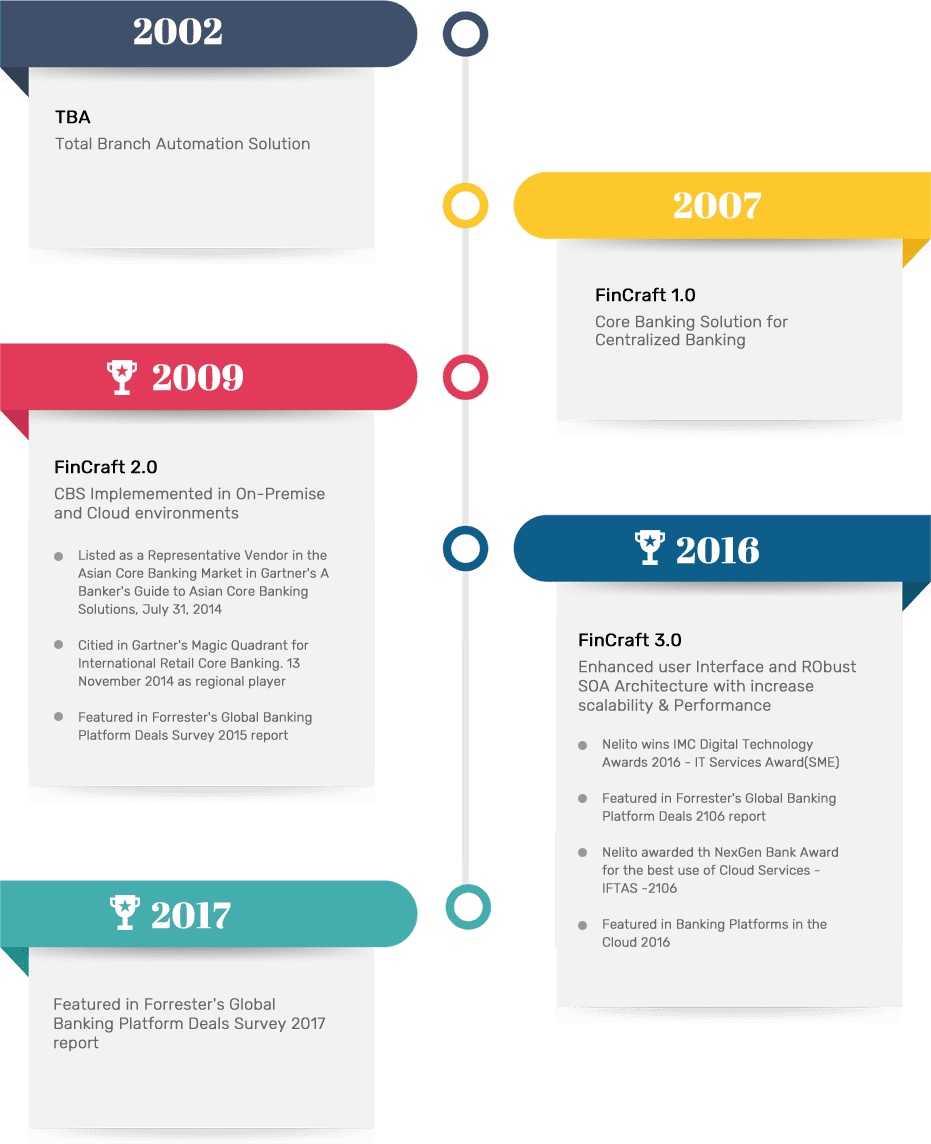 2002
TBA
Total Branch Automation Solution
2007
FinCraft 1.0
Core Banking Solution for
Centralized Banking
2009
FinCraft 2.0
CBS Implememented in On-Premise
and Cloud environments
Listed as a Representative Vendor in the
Asian Core Banking Market in Gartner's A
Banker's Guide to Asian Core Banking
Solutions, July 31, 2014
Citied in Gartner's Magic Quadrant for
International Retail Core Banking. 13
November 2014 as regional player
Featured in Forrester's Global Banking
Platform Deals Survey 2015 report
2016
FinCraft 3.0
Enhanced user Interface and RObust
SOA Architecture with increase
scalability & Performance
Nelito wins IMC Digital Technology
Awards 2016 - IT Services Award(SME)
Featured in Forrester's Global Banking
Platform Deals 2106 report
Nelito awarded th NexGen Bank Award
for the best use of Cloud Services -
IFTAS -2106
Featured in Banking Platforms in the
Cloud 2016
2017
Featured in Forrester's Global
Banking Platform Deals Survey 2017
report